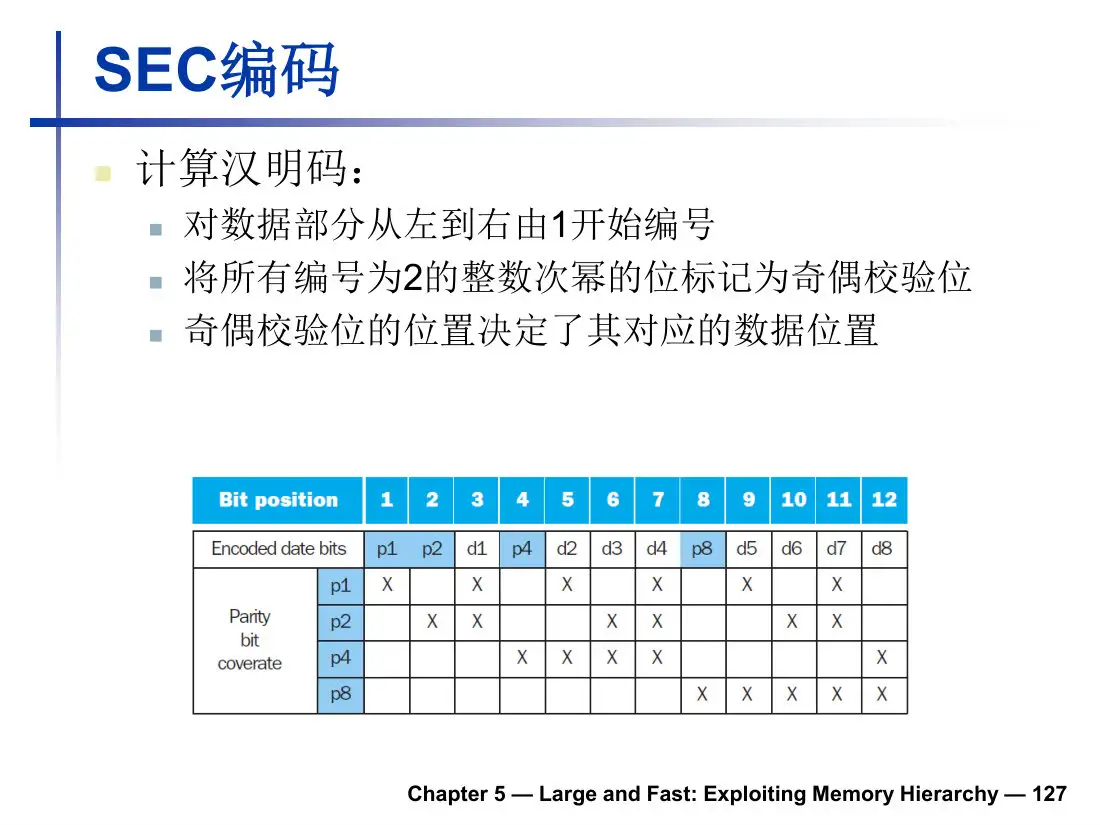 SEC编码
计算汉明码：
对数据部分从左到右由1开始编号
将所有编号为2的整数次幂的位标记为奇偶校验位
奇偶校验位的位置决定了其对应的数据位置
Bit position 1 2 3 4 5 6 7 8 9 10 11 12
Encoded date bits p1 p2 d1 p4 d2 d3 d4 p8 d5 d6 d7 d8
Parity bit coverate
p1 X X X X X X
p2 X X X X X X
p4 X X X X X
p8 X X X X X
Chapter 5 — Large and Fast: Exploiting Memory Hierarchy — 127